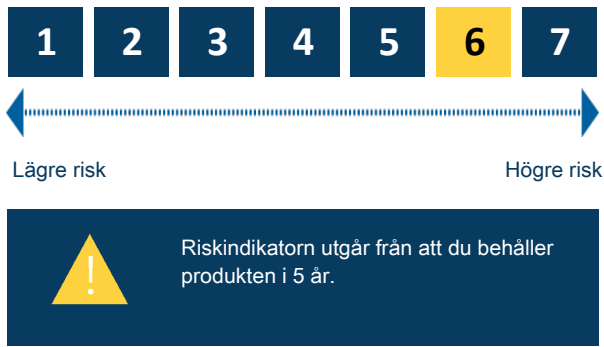 1 2 3 4 5 6 7
Lägre risk Högre risk
!
Riskindikatorn utgår från att du behåller
produkten i 5 år.